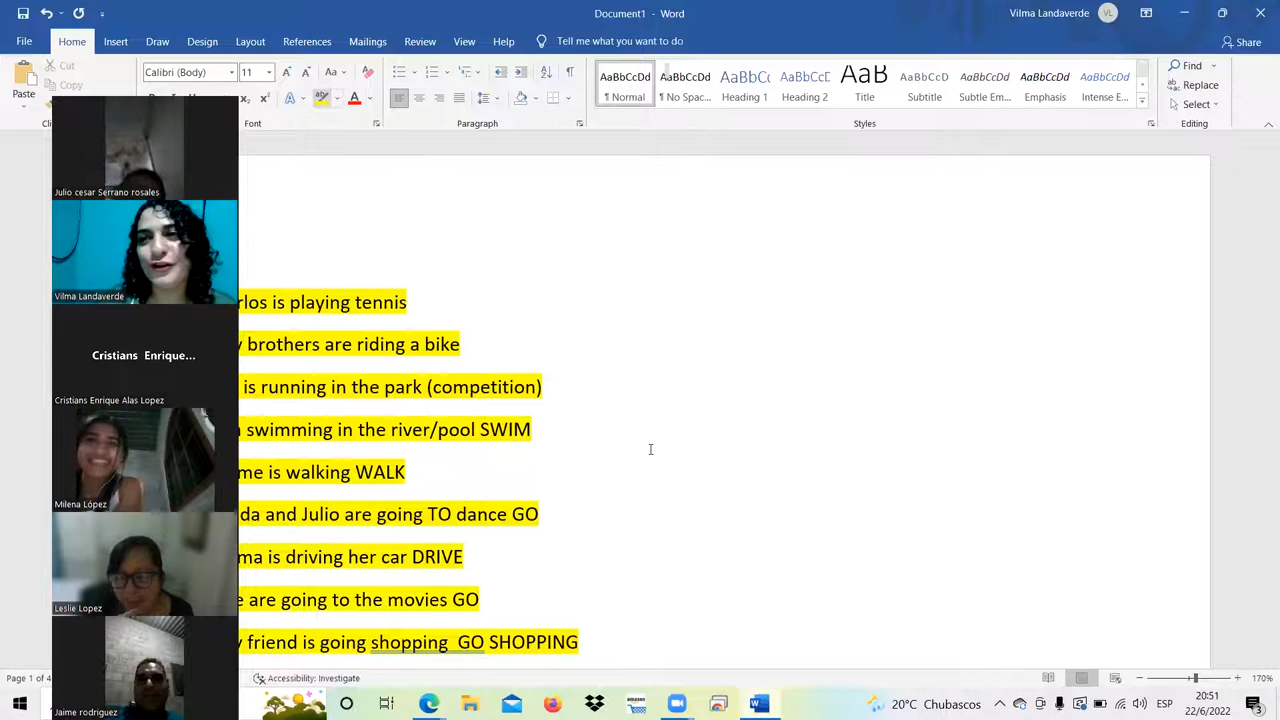 Document1 - Word
Vilma Landaverde
VL
File Home Insert Draw Design Layout References Mailings Review View Help Tell me what you want to do
Share
Paste
Cut
Copy
Calibri (Body) 11
AaBbCcDd AaBbCcDd AaBbCc AaBbCcE AaB AaBbCcD AaBbCcDd AaBbCcDd AaBbCcDd
¶ Normal ¶ No Spac... Heading 1 Heading 2 Title Subtitle Subtle Em... Emphasis Intense E...
Find
Replace
Select
Font Paragraph Styles Editing
Julio cesar Serrano rosales
Vilma Landaverde
Cristians Enrique...
Cristians Enrique Alas Lopez
Milena López
Leslie Lopez
Jaime rodriguez
rlos is playing tennis
brothers are riding a bike
is running in the park (competition)
swimming in the river/pool SWIM
me is walking WALK
da and Julio are going TO dance GO
ma is driving her car DRIVE
e are going to the movies GO
friend is going shopping GO SHOPPING
Page 1 of 4
Accessibility: Investigate
170%
20°C Chubascos
ESP
20:51
22/6/2022
3